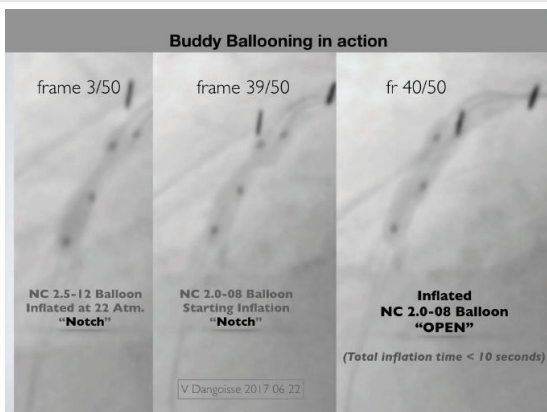 Buddy Ballooning in action
frame 3/50
frame 39/50
fr 40/50
NC 2.5-12 Balloon
Inflated at 22 Atm.
“Notch”
NC 2.0-08 Balloon
Starting Inflation
“Notch”
Inflated
NC 2.0-08 Balloon
“OPEN”
(Total inflation time < 10 seconds)
V Dangoisse 2017 06 22